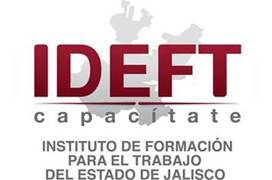 IDEFT
capacítate
INSTITUTO DE FORMACIÓN
PARA EL TRABAJO
DEL ESTADO DE JALISCO